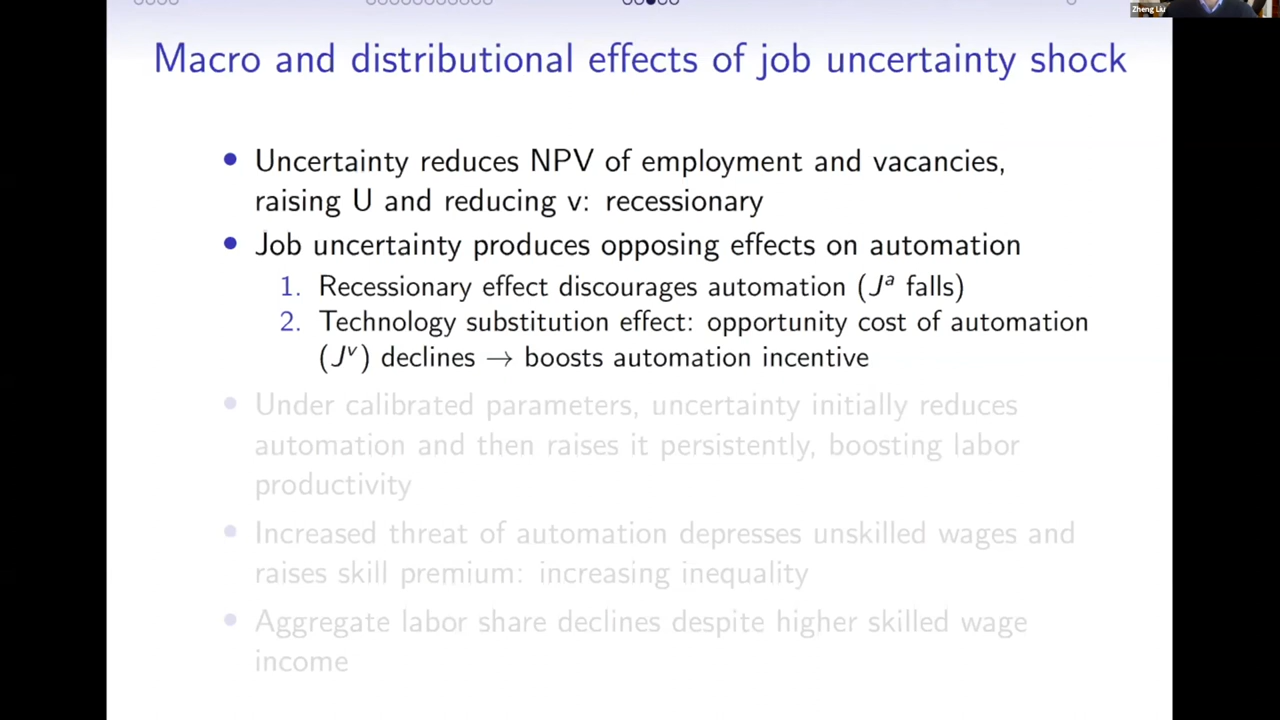 Zheng Liu
Macro and distributional effects of job uncertainty shock
• Uncertainty reduces NPV of employment and vacancies,
raising U and reducing v: recessionary
• Job uncertainty produces opposing effects on automation
1. Recessionary effect discourages automation (Jᵃ falls)
2. Technology substitution effect: opportunity cost of automation
(Jᵛ) declines → boosts automation incentive
• Under calibrated parameters, uncertainty initially reduces
automation and then raises it persistently, boosting labor
productivity
• Increased threat of automation depresses unskilled wages and
raises skill premium: increasing inequality
• Aggregate labor share declines despite higher skilled wage
income